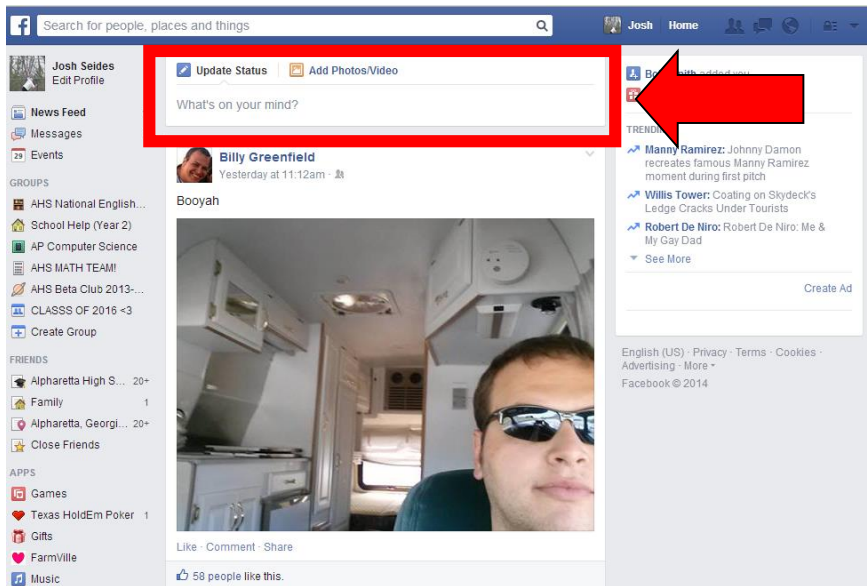 f
Search for people, places and things
Josh Home
Josh Seides
Edit Profile
News Feed
Messages
29 Events
GROUPS
AHS National English...
School Help (Year 2)
AP Computer Science
AHS MATH TEAM!
AHS Beta Club 2013-...
CLASSS OF 2016 <3
Create Group
FRIENDS
Alpharetta High S... 20+
Family 1
Alpharetta, Georgi... 20+
Close Friends
APPS
Games
Texas HoldEm Poker 1
Gifts
FarmVille
Music
Update Status Add Photos/Video
What's on your mind?
Billy Greenfield
Yesterday at 11:12am ·
Booyah
Like · Comment · Share
58 people like this.
added you
Manny Ramirez: Johnny Damon
recreates famous Manny Ramirez
moment during first pitch
Willis Tower: Coating on Skydeck's
Ledge Cracks Under Tourists
Robert De Niro: Robert De Niro: Me &
My Gay Dad
See More
Create Ad
English (US) · Privacy · Terms · Cookies ·
Advertising · More
Facebook © 2014